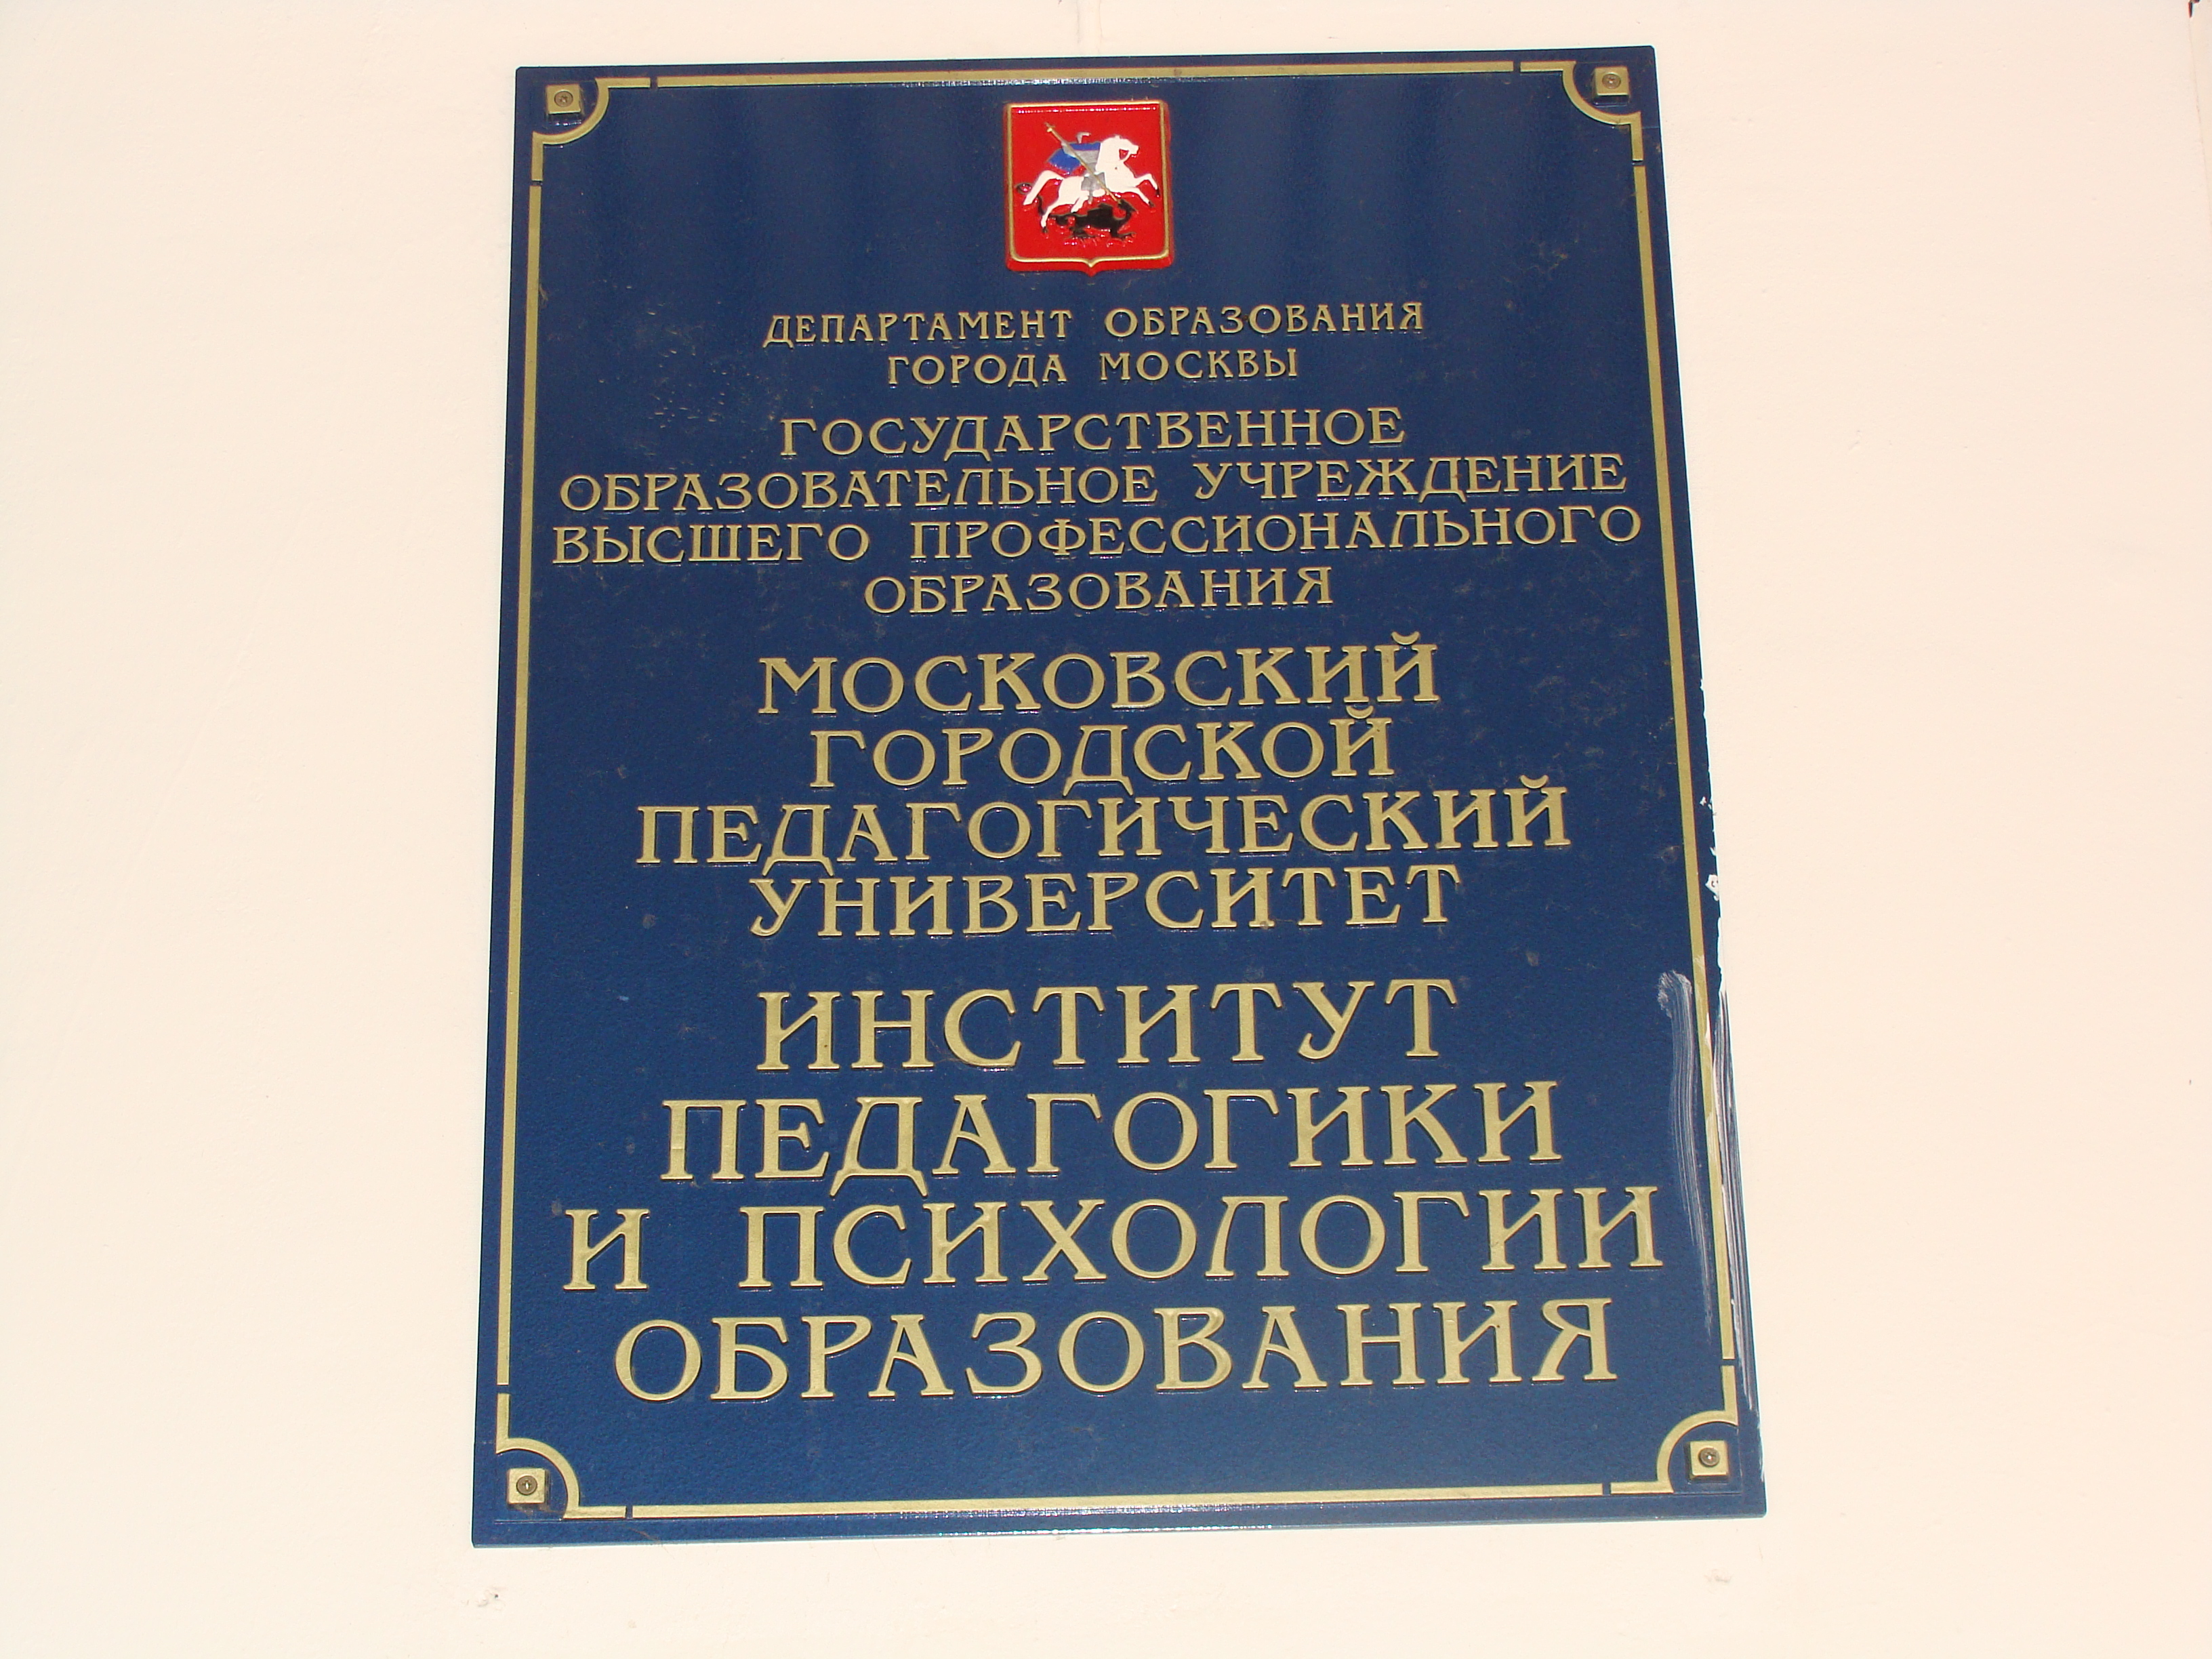 ДЕПАРТАМЕНТ ОБРАЗОВАНИЯ
ГОРОДА МОСКВЫ
ГОСУДАРСТВЕННОЕ
ОБРАЗОВАТЕЛЬНОЕ УЧРЕЖДЕНИЕ
ВЫСШЕГО ПРОФЕССИОНАЛЬНОГО
ОБРАЗОВАНИЯ
МОСКОВСКИЙ
ГОРОДСКОЙ
ПЕДАГОГИЧЕСКИЙ
УНИВЕРСИТЕТ
ИНСТИТУТ
ПЕДАГОГИКИ
И ПСИХОЛОГИИ
ОБРАЗОВАНИЯ